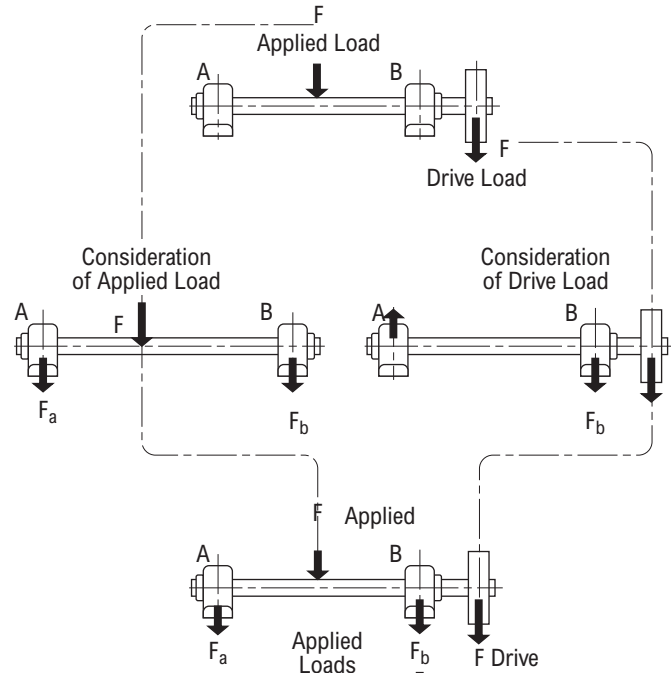 F
Applied Load
A
B
F
Drive Load
Consideration
of Applied Load
A
F
B
Fa
Fb
Consideration
of Drive Load
A
B
Fb
F
Applied
A
B
Fa
Applied
Loads
Fb
F Drive